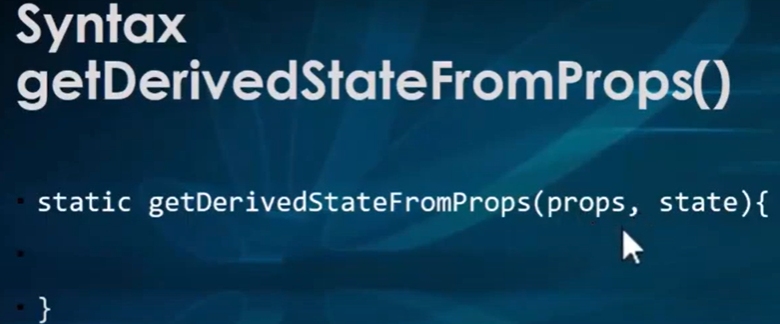 Syntax
getDerivedStateFromProps()
static getDerivedStateFromProps(props, state){
}